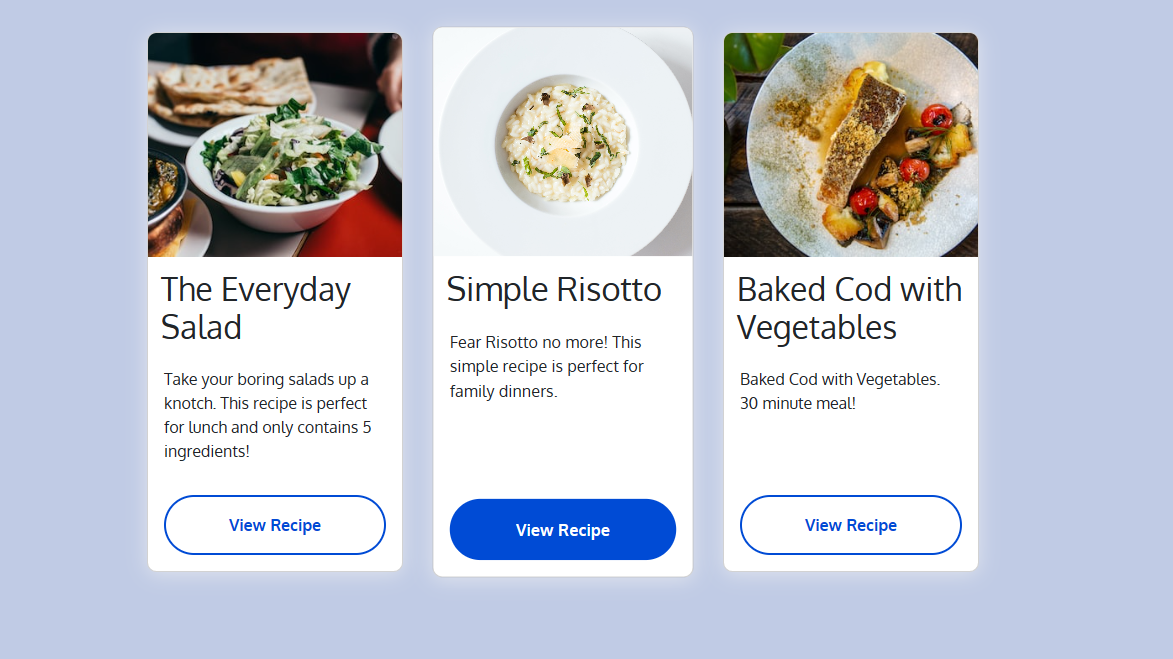 The Everyday
Salad
Take your boring salads up a
knotch. This recipe is perfect
for lunch and only contains 5
ingredients!
View Recipe
Simple Risotto
Fear Risotto no more! This
simple recipe is perfect for
family dinners.
View Recipe
Baked Cod with
Vegetables
Baked Cod with Vegetables.
30 minute meal!
View Recipe